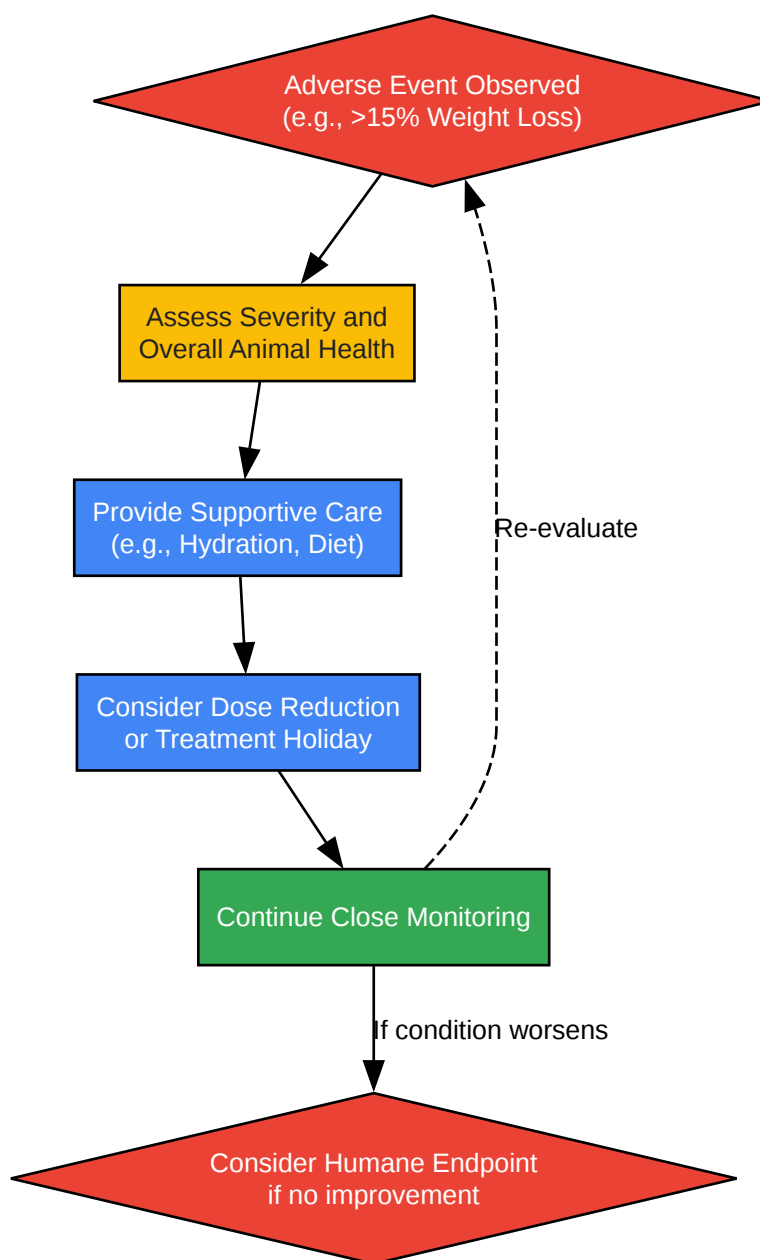 Adverse Event Observed
(e.g., >15% Weight Loss)
Assess Severity and
Overall Animal Health
Provide Supportive Care
(e.g., Hydration, Diet)
Re-evaluate
Consider Dose Reduction
or Treatment Holiday
Continue Close Monitoring
If condition worsens
Consider Humane Endpoint
if no improvement